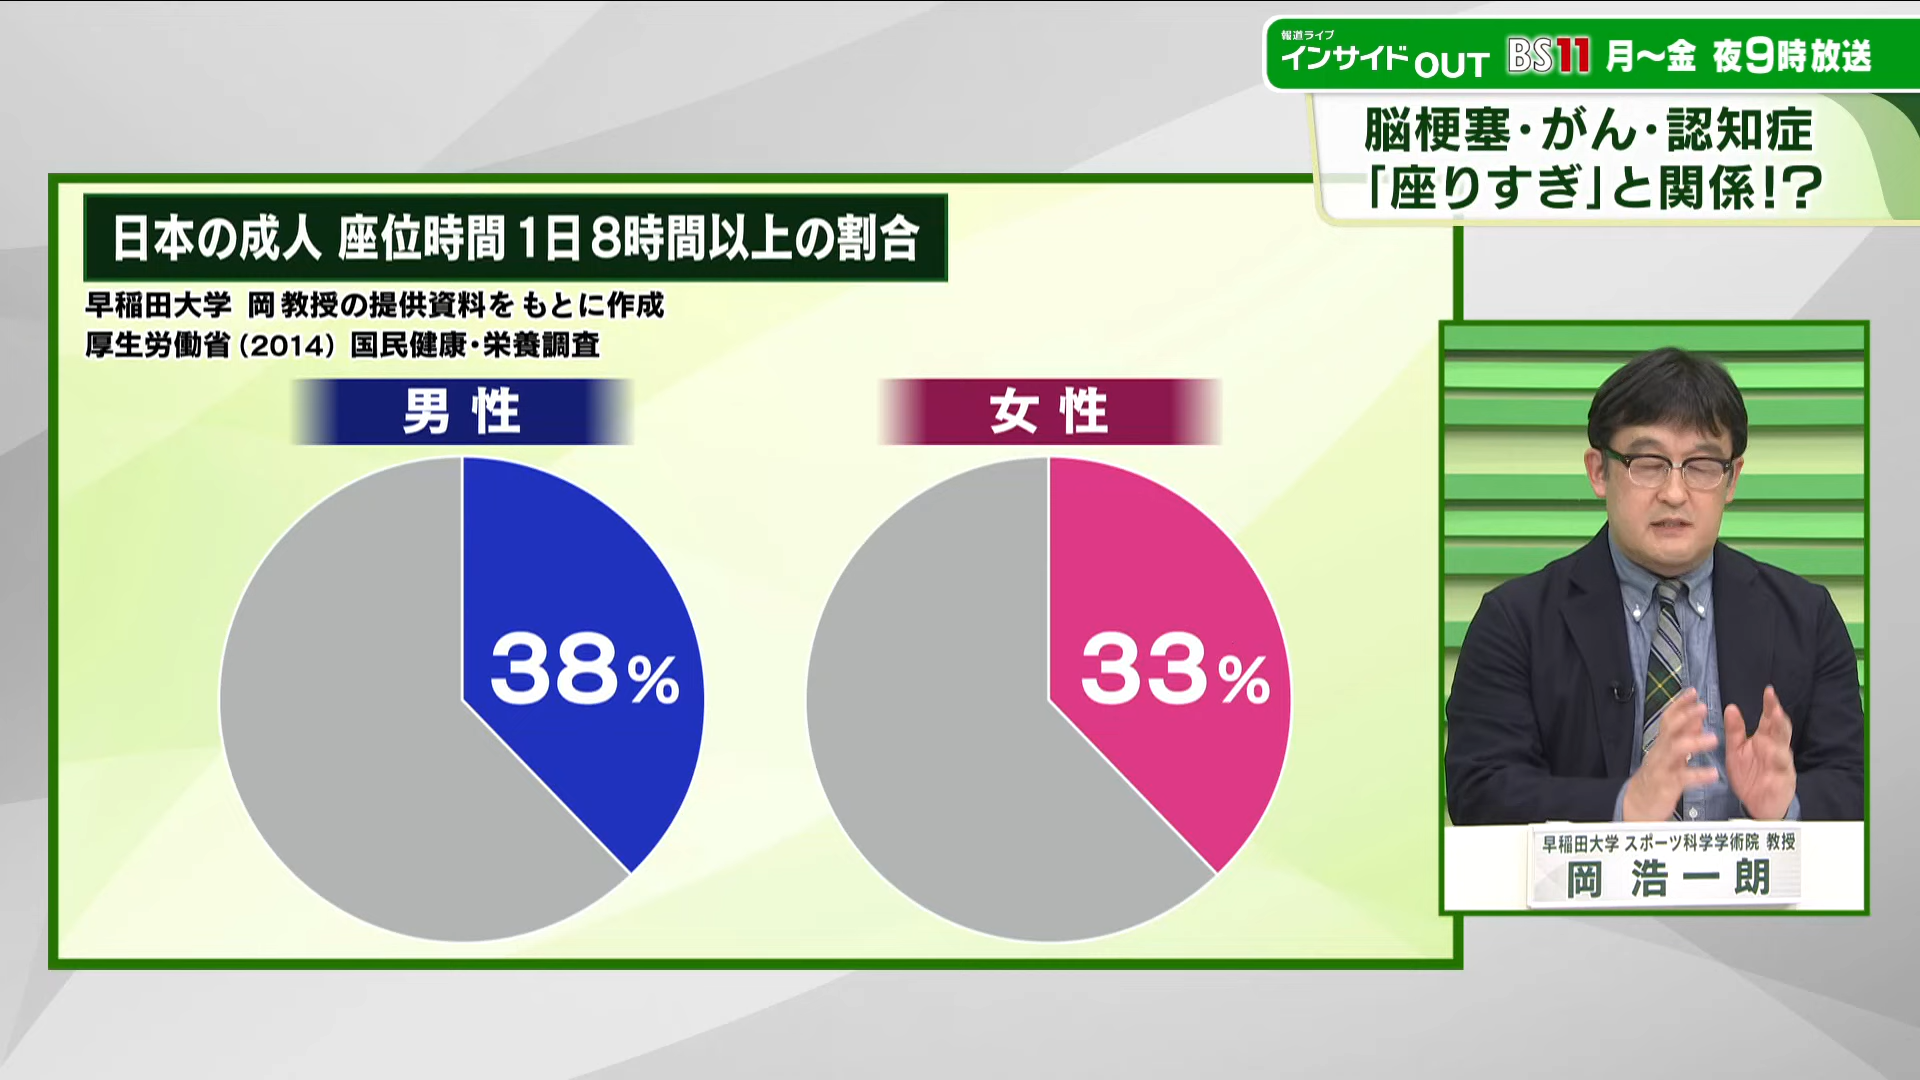 報道ライブ
インサイドOUT BS11 月～金 夜9時放送
脳梗塞・がん・認知症
「座りすぎ」と関係!?
日本の成人 座位時間 1日8時間以上の割合
早稲田大学 岡教授の提供資料をもとに作成
厚生労働省(2014) 国民健康・栄養調査
男性
女性
38%
33%
早稲田大学 スポーツ科学学術院 教授
岡 浩一朗